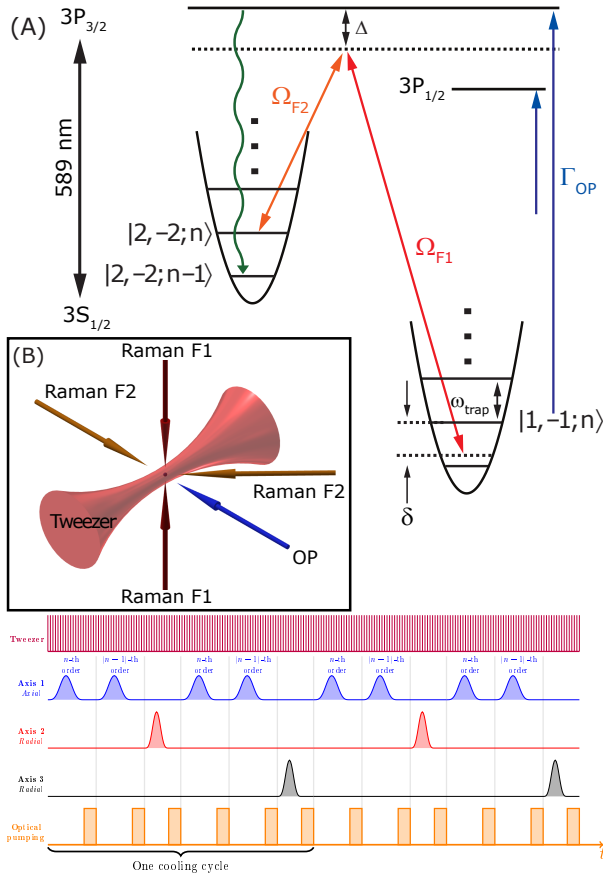 (A)
3P3/2
Δ
ΩF2
3P1/2
589 nm
ΓOP
|2,−2;n⟩
ΩF1
|2,−2;n−1⟩
3S1/2
(B)
Raman F1
Raman F2
ωtrap
|1,−1;n⟩
Raman F2
Tweezer
OP
δ
Raman F1
Tweezer
n-th order
|n − 1|-th order
n-th order
|n − 1|-th order
n-th order
|n − 1|-th order
n-th order
|n − 1|-th order
Axis 1
Axial
Axis 2
Radial
Axis 3
Radial
Optical
pumping
t
One cooling cycle